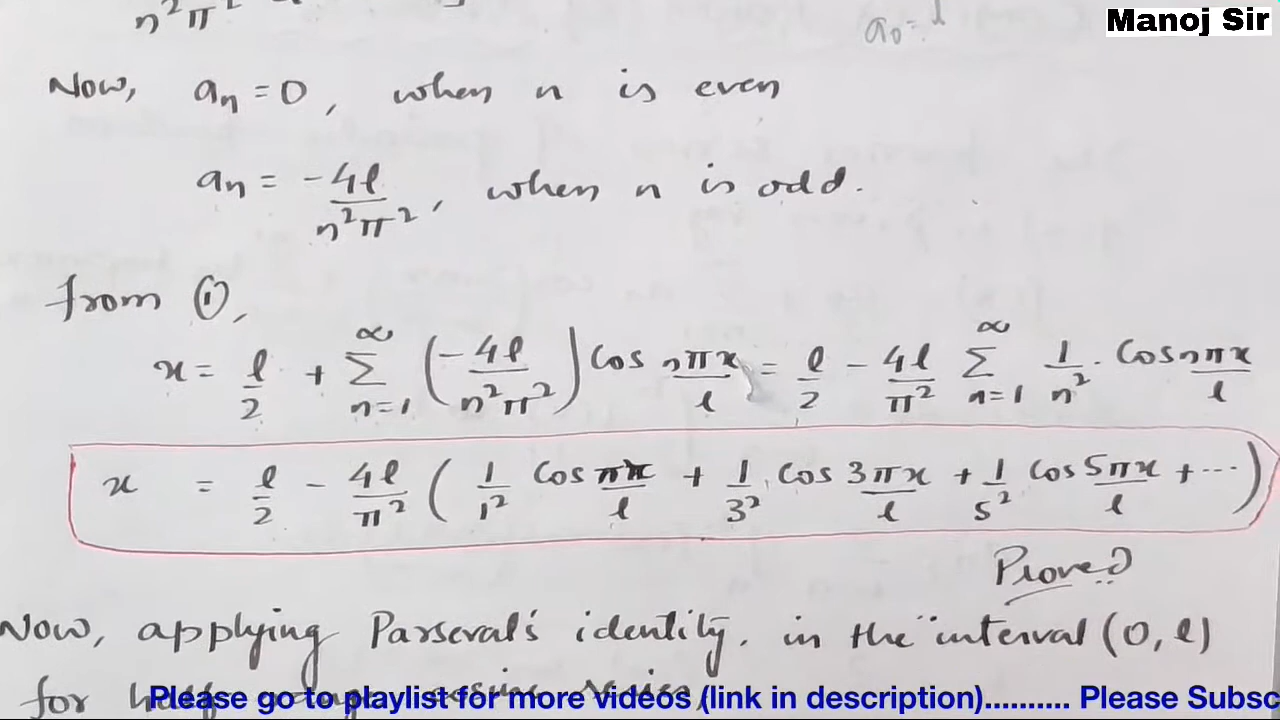 n²π²
a₀ = l
Manoj Sir
Now, aₙ = 0, when n is even
aₙ = -4l/n²π², when n is odd.
from ①,
x = l/2 + ∑_{n=1}^{∞} (-4l/n²π²) cos nπx/l = l/2 - 4l/π² ∑_{n=1}^{∞} 1/n² · cos nπx/l
x = l/2 - 4l/π² (1/1² cos πx/l + 1/3² cos 3πx/l + 1/5² cos 5πx/l + ...)
Proved
Now, applying Parseval's identity, in the interval (0, l)
for
Please go to playlist for more videos (link in description).......... Please Subsc